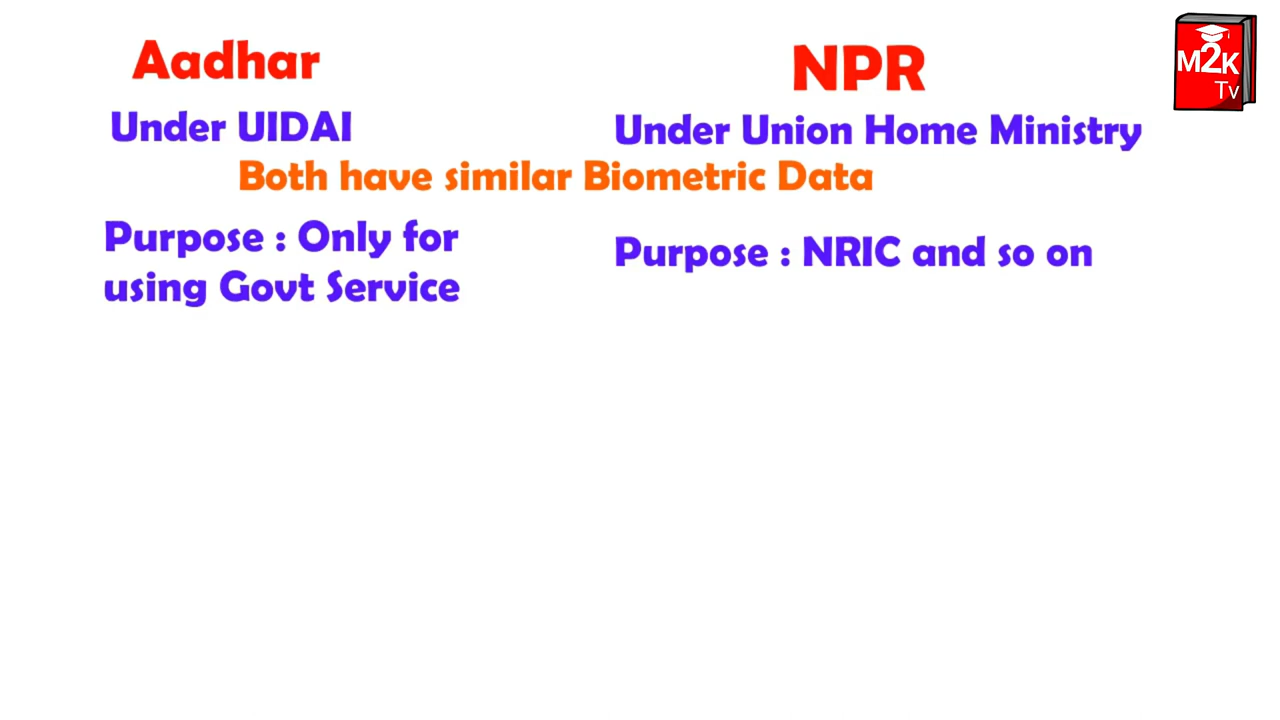 Aadhar
NPR
M2K
Tv
Under UIDAI
Under Union Home Ministry
Both have similar Biometric Data
Purpose : Only for
using Govt Service
Purpose : NRIC and so on